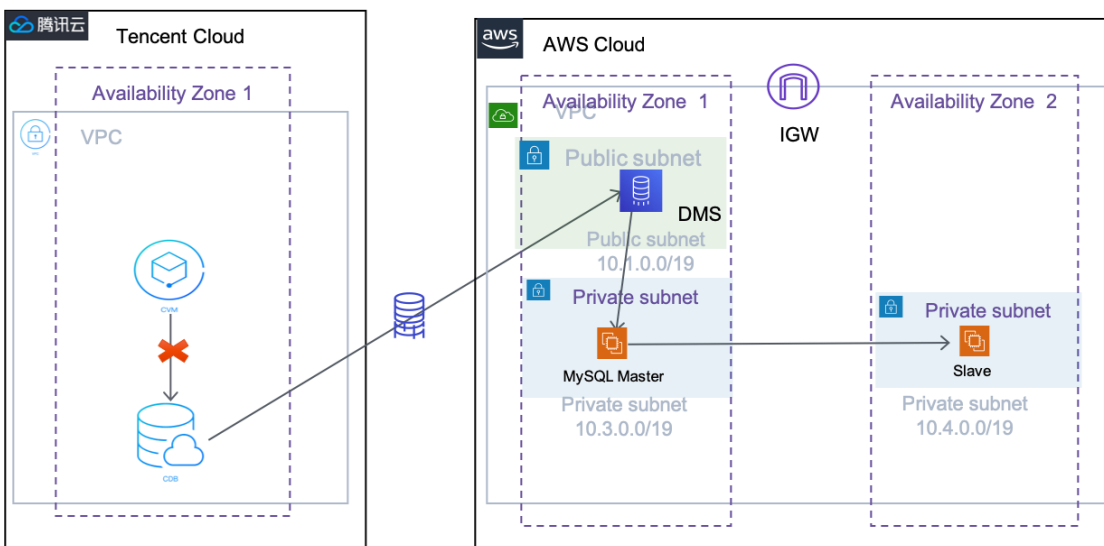 腾讯云
Tencent Cloud
Availability Zone 1
VPC
CVM
CDB
aws
AWS Cloud
Availability Zone 1
VPC
IGW
Availability Zone 2
Public subnet
DMS
Public subnet
10.1.0.0/19
Private subnet
MySQL Master
Private subnet
10.3.0.0/19
Private subnet
Slave
Private subnet
10.4.0.0/19